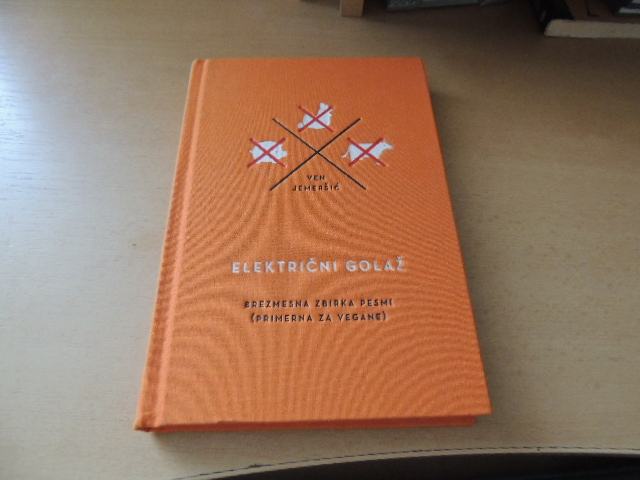 VEN
JEMERŠIĆ
ELEKTRIČNI GOLAŽ
BREZMESNA ZBIRKA PESMI
(PRIMERNA ZA VEGANE)